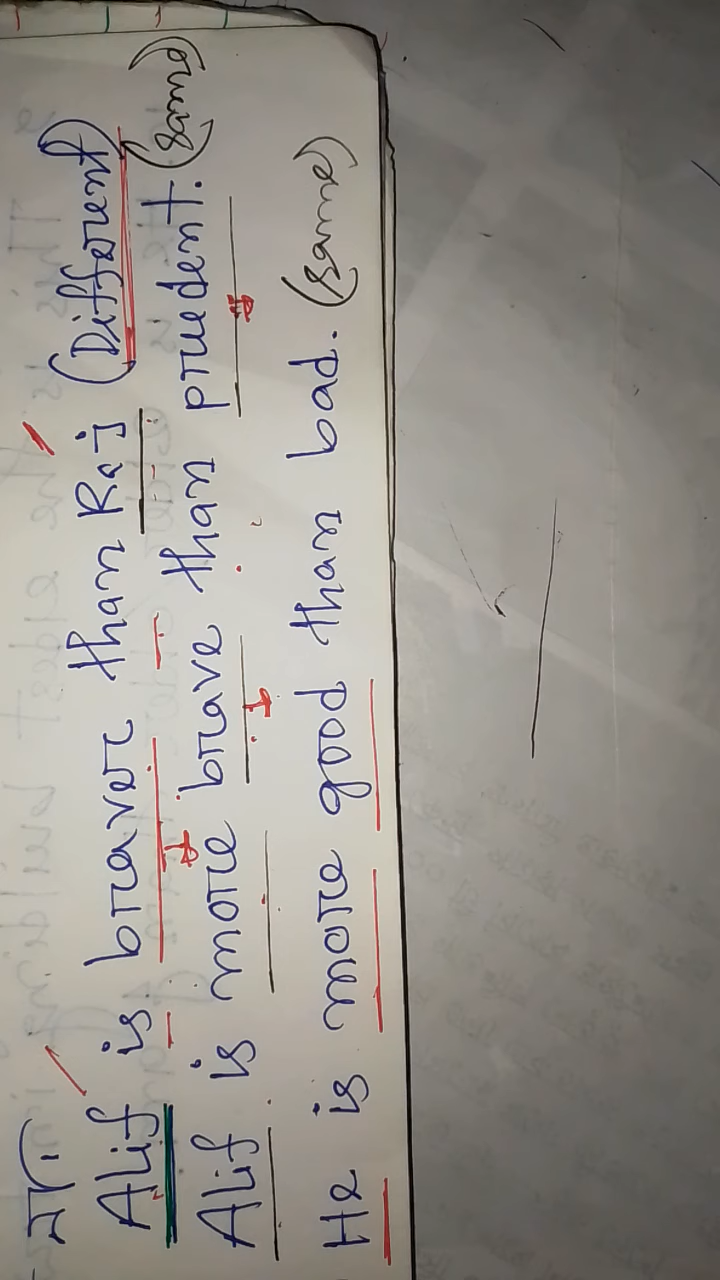 Alif is braver than Raj (Different)
Alif is more brave than pruedent. (same)
He is more good than bad. (same)